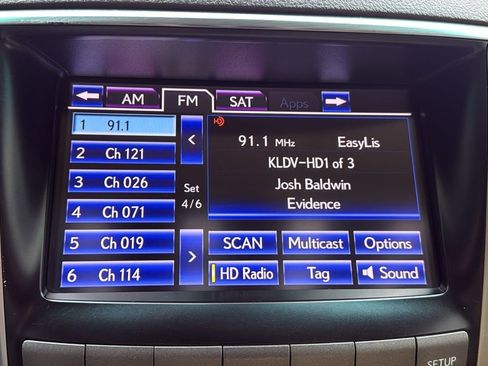 AM FM SAT Apps
1 91.1
2 Ch 121
3 Ch 026
4 Ch 071
5 Ch 019
6 Ch 114
<
Set
4/6
>
HD
91.1 MHz EasyLis
KLDV-HD1 of 3
Josh Baldwin
Evidence
SCAN Multicast Options
HD Radio Tag Sound
SETUP